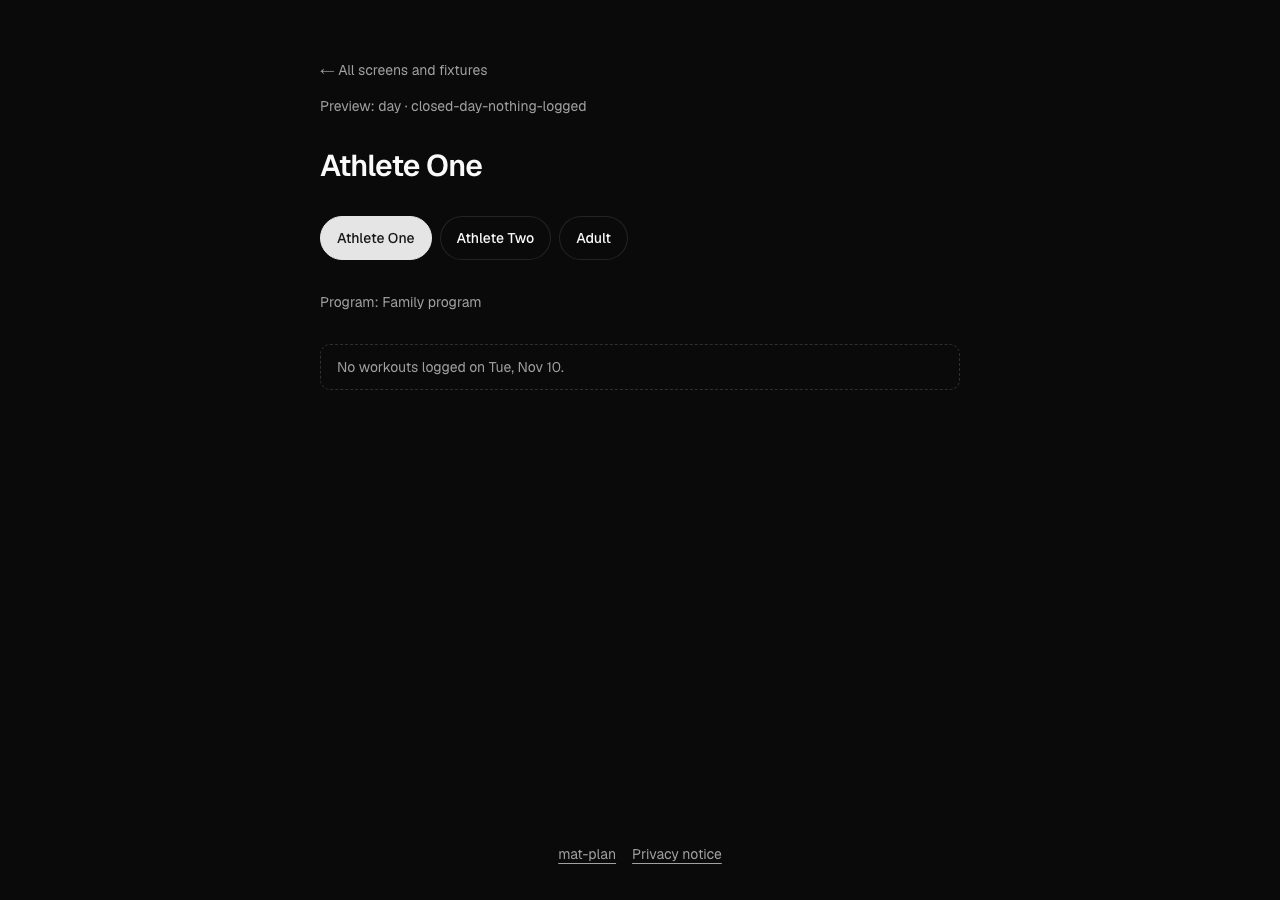 ← All screens and fixtures
Preview: day · closed-day-nothing-logged
Athlete One
Athlete One Athlete Two Adult
Program: Family program
No workouts logged on Tue, Nov 10.
mat-plan Privacy notice